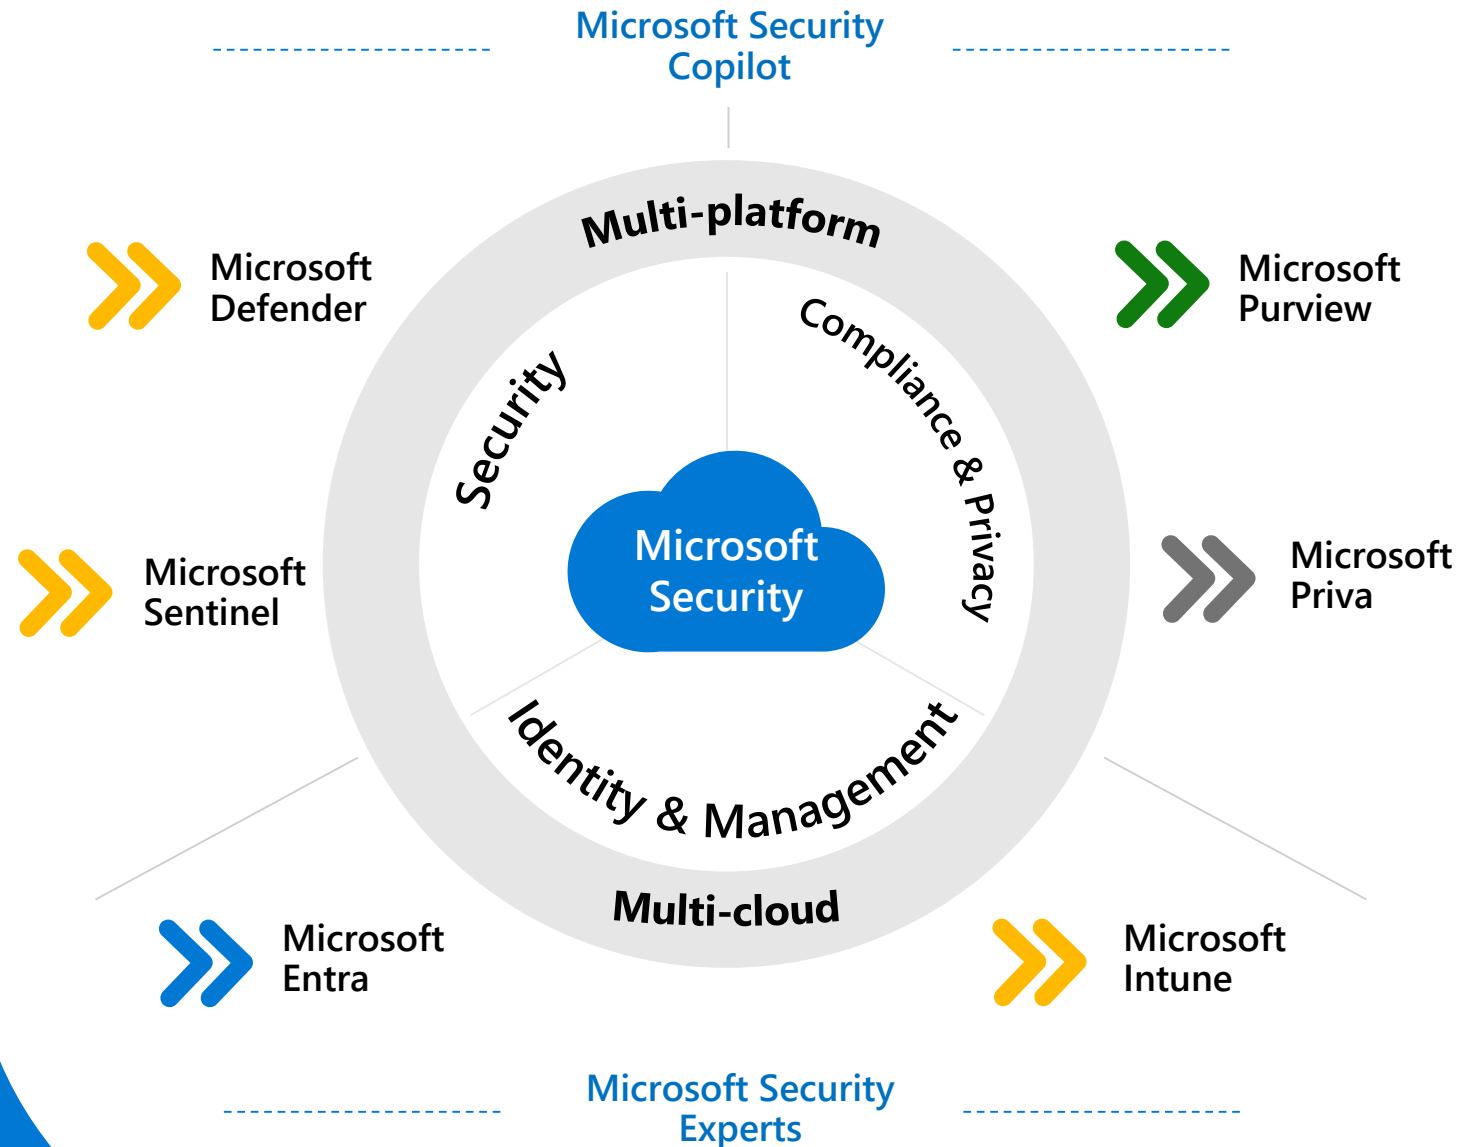 Microsoft Security
Copilot
Multi-platform
Microsoft
Defender
Microsoft
Purview
Security
Compliance & Privacy
Microsoft
Security
Microsoft
Sentinel
Microsoft
Priva
Identity & Management
Multi-cloud
Microsoft
Entra
Microsoft
Intune
Microsoft Security
Experts